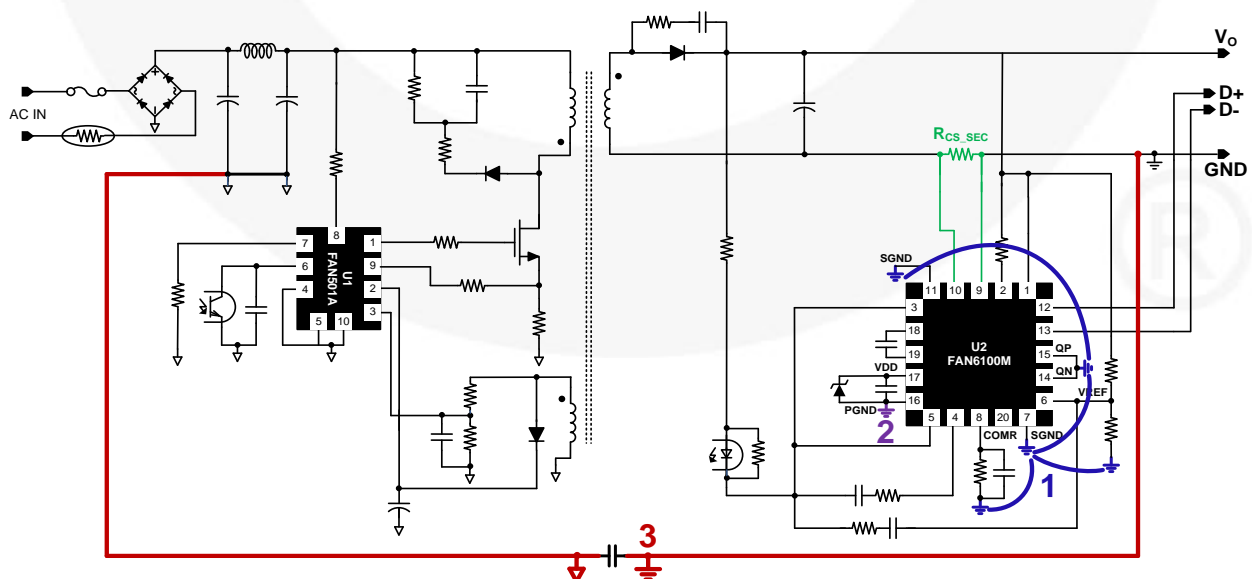 V_O
D+
D-
AC IN
R_CS_SEC
GND
8
7
1
6
9
4
2
3
5
10
U1
FAN501A
SGND
11
10
9
2
1
3
12
18
13
19
15
QP
17
14
QN
16
6
VREF
VDD
PGND
U2
FAN6100M
5
4
8
20
7
COMR
SGND
2
1
3
®